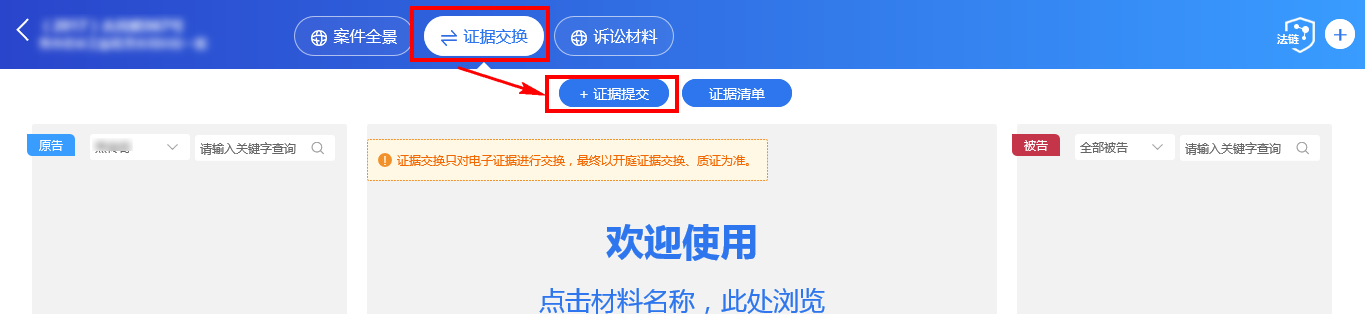 案件全景
证据交换
诉讼材料
法链
+ 证据提交
证据清单
原告
请输入关键字查询
被告
全部被告
请输入关键字查询
证据交换只对电子证据进行交换，最终以开庭证据交换、质证为准。
欢迎使用
点击材料名称，此处浏览